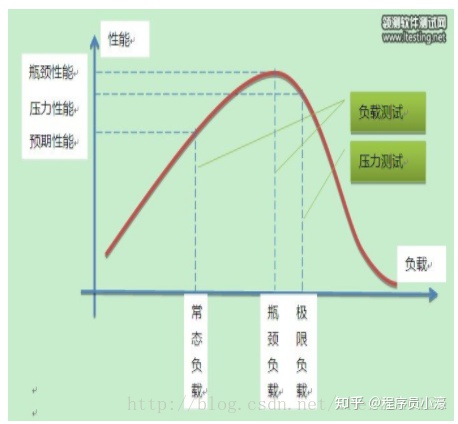 领测软件测试网
www.ltesting.net
性能
瓶颈性能
压力性能
预期性能
负载测试
压力测试
负载
常态负载
瓶颈负载
极限负载
http://blog.csdn.net/
知乎 @程序员小濠